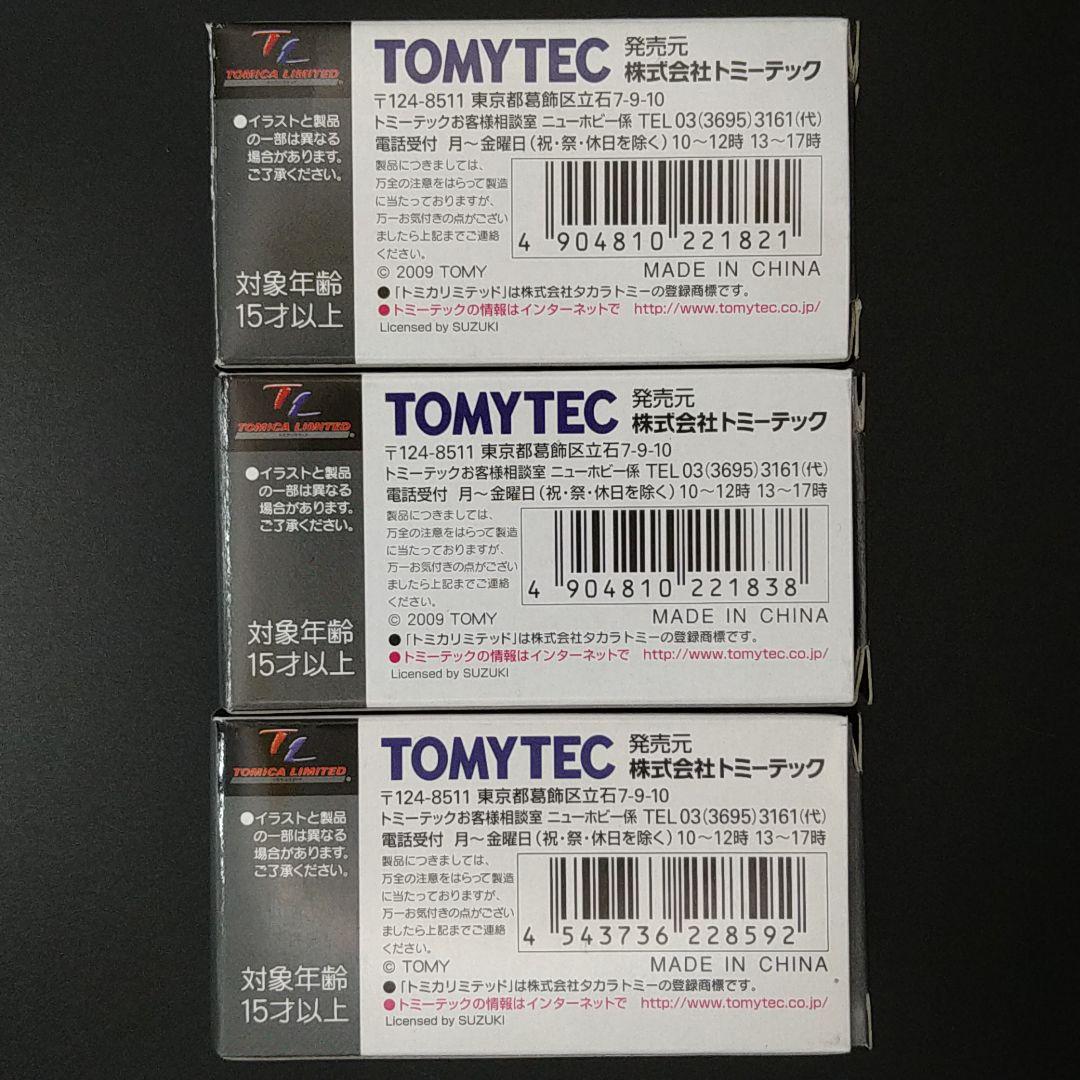 TL
TOMICA LIMITED
●イラストと製品
の一部は異なる
場合があります。
ご了承ください。
対象年齢
15才以上
TOMYTEC 発売元
株式会社トミーテック
〒124-8511 東京都葛飾区立石7-9-10
トミーテックお客様相談室 ニューホビー係 TEL 03(3695)3161(代)
電話受付 月〜金曜日(祝・祭・休日を除く) 10〜12時 13〜17時
製品につきましては、
万全の注意をはらって製造
に当たっておりますが、
万一お気付きの点がござい
ましたら上記までご連絡
ください。
4 904810 221821
© 2009 TOMY MADE IN CHINA
●「トミカリミテッド」は株式会社タカラトミーの登録商標です。
●トミーテックの情報はインターネットで http://www.tomytec.co.jp/
Licensed by SUZUKI
TL
TOMICA LIMITED
●イラストと製品
の一部は異なる
場合があります。
ご了承ください。
対象年齢
15才以上
TOMYTEC 発売元
株式会社トミーテック
〒124-8511 東京都葛飾区立石7-9-10
トミーテックお客様相談室 ニューホビー係 TEL 03(3695)3161(代)
電話受付 月〜金曜日(祝・祭・休日を除く) 10〜12時 13〜17時
製品につきましては、
万全の注意をはらって製造
に当たっておりますが、
万一お気付きの点がござい
ましたら上記までご連絡
ください。
4 904810 221838
© 2009 TOMY MADE IN CHINA
●「トミカリミテッド」は株式会社タカラトミーの登録商標です。
●トミーテックの情報はインターネットで http://www.tomytec.co.jp/
Licensed by SUZUKI
TL
TOMICA LIMITED
●イラストと製品
の一部は異なる
場合があります。
ご了承ください。
対象年齢
15才以上
TOMYTEC 発売元
株式会社トミーテック
〒124-8511 東京都葛飾区立石7-9-10
トミーテックお客様相談室 ニューホビー係 TEL 03(3695)3161(代)
電話受付 月〜金曜日(祝・祭・休日を除く) 10〜12時 13〜17時
製品につきましては、
万全の注意をはらって製造
に当たっておりますが、
万一お気付きの点がござい
ましたら上記までご連絡
ください。
4 543736 228592
© TOMY MADE IN CHINA
●「トミカリミテッド」は株式会社タカラトミーの登録商標です。
●トミーテックの情報はインターネットで http://www.tomytec.co.jp/
Licensed by SUZUKI